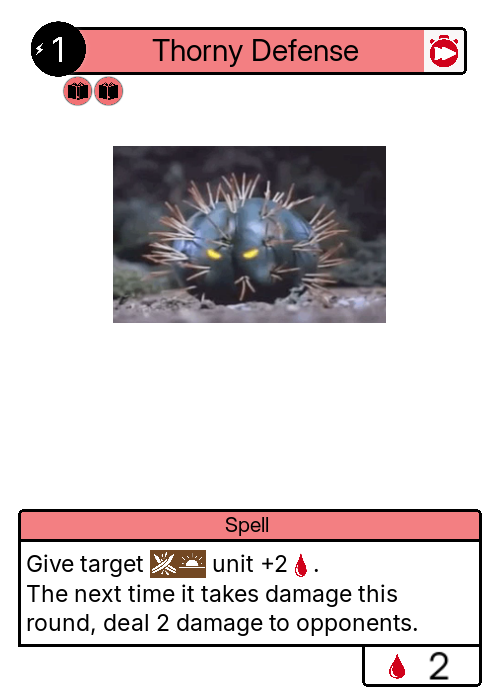 1 Thorny Defense
Spell
Give target unit +2 .
The next time it takes damage this
round, deal 2 damage to opponents.
2